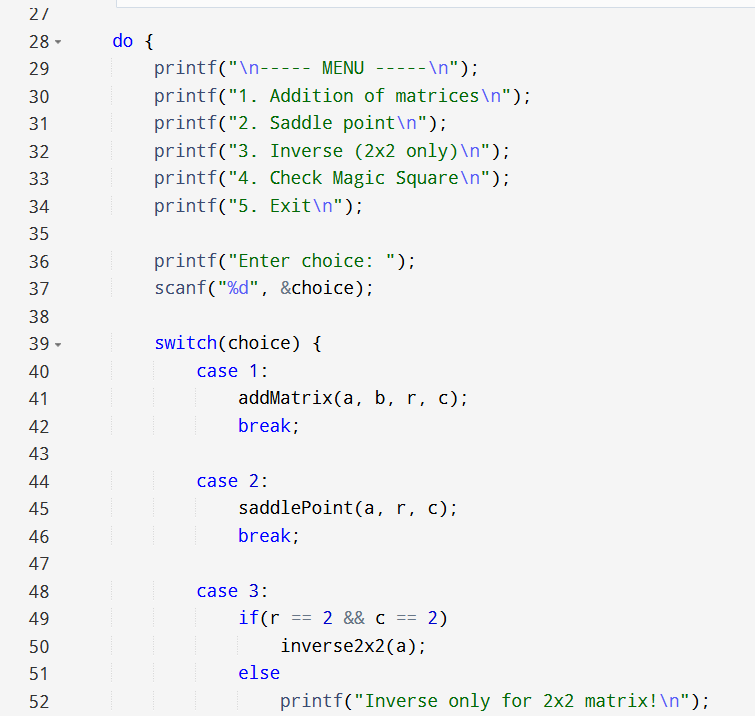 27
28 do {
29 printf("\n----- MENU -----\n");
30 printf("1. Addition of matrices\n");
31 printf("2. Saddle point\n");
32 printf("3. Inverse (2x2 only)\n");
33 printf("4. Check Magic Square\n");
34 printf("5. Exit\n");
35
36 printf("Enter choice: ");
37 scanf("%d", &choice);
38
39 switch(choice) {
40 case 1:
41 addMatrix(a, b, r, c);
42 break;
43
44 case 2:
45 saddlePoint(a, r, c);
46 break;
47
48 case 3:
49 if(r == 2 && c == 2)
50 inverse2x2(a);
51 else
52 printf("Inverse only for 2x2 matrix!\n");